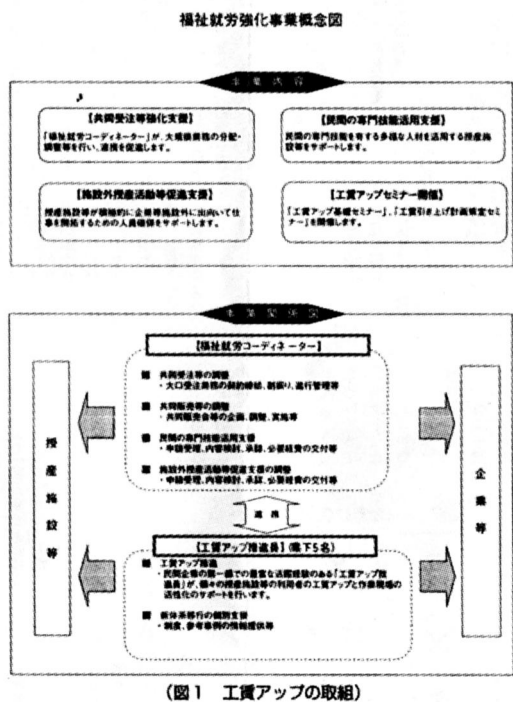 福祉就労強化事業概念図
事業内容
【共同受注等強化支援】
「福祉就労コーディネーター」が、大規模業務の分配・
調整等を行い、連携を促進します。
【民間の専門技能活用支援】
民間の専門技能を有する多様な人材を活用する授産施
設等をサポートします。
【施設外授産活動等促進支援】
授産施設等が積極的に企業等施設外に出向いて仕
事を開拓するための人員確保をサポートします。
【工賃アップセミナー開催】
「工賃アップ基礎セミナー」、「工賃引き上げ計画策定セミ
ナー」を開催します。
事業関係図
授産施設等
【福祉就労コーディネーター】
■ 共同受注等の調整
・大口受注業務の契約締結、割振り、進行管理等
■ 共同販売等の調整
・共同販売会等の企画、調整、実施等
■ 民間の専門技能活用支援
・申請受理、内容検討、承認、必要経費の交付等
■ 施設外授産活動等促進支援の調整
・申請受理、内容検討、承認、必要経費の交付等
連携
【工賃アップ推進員】(県下5名)
■ 工賃アップ推進
・民間企業の第一線での豊富な活躍経験のある「工賃アップ推
進員」が、個々の授産施設等の利用者の工賃アップと作業現場の
活性化のサポートを行います。
■ 新体系移行の個別支援
・制度、参考事例の情報提供等
企業等
(図1 工賃アップの取組)